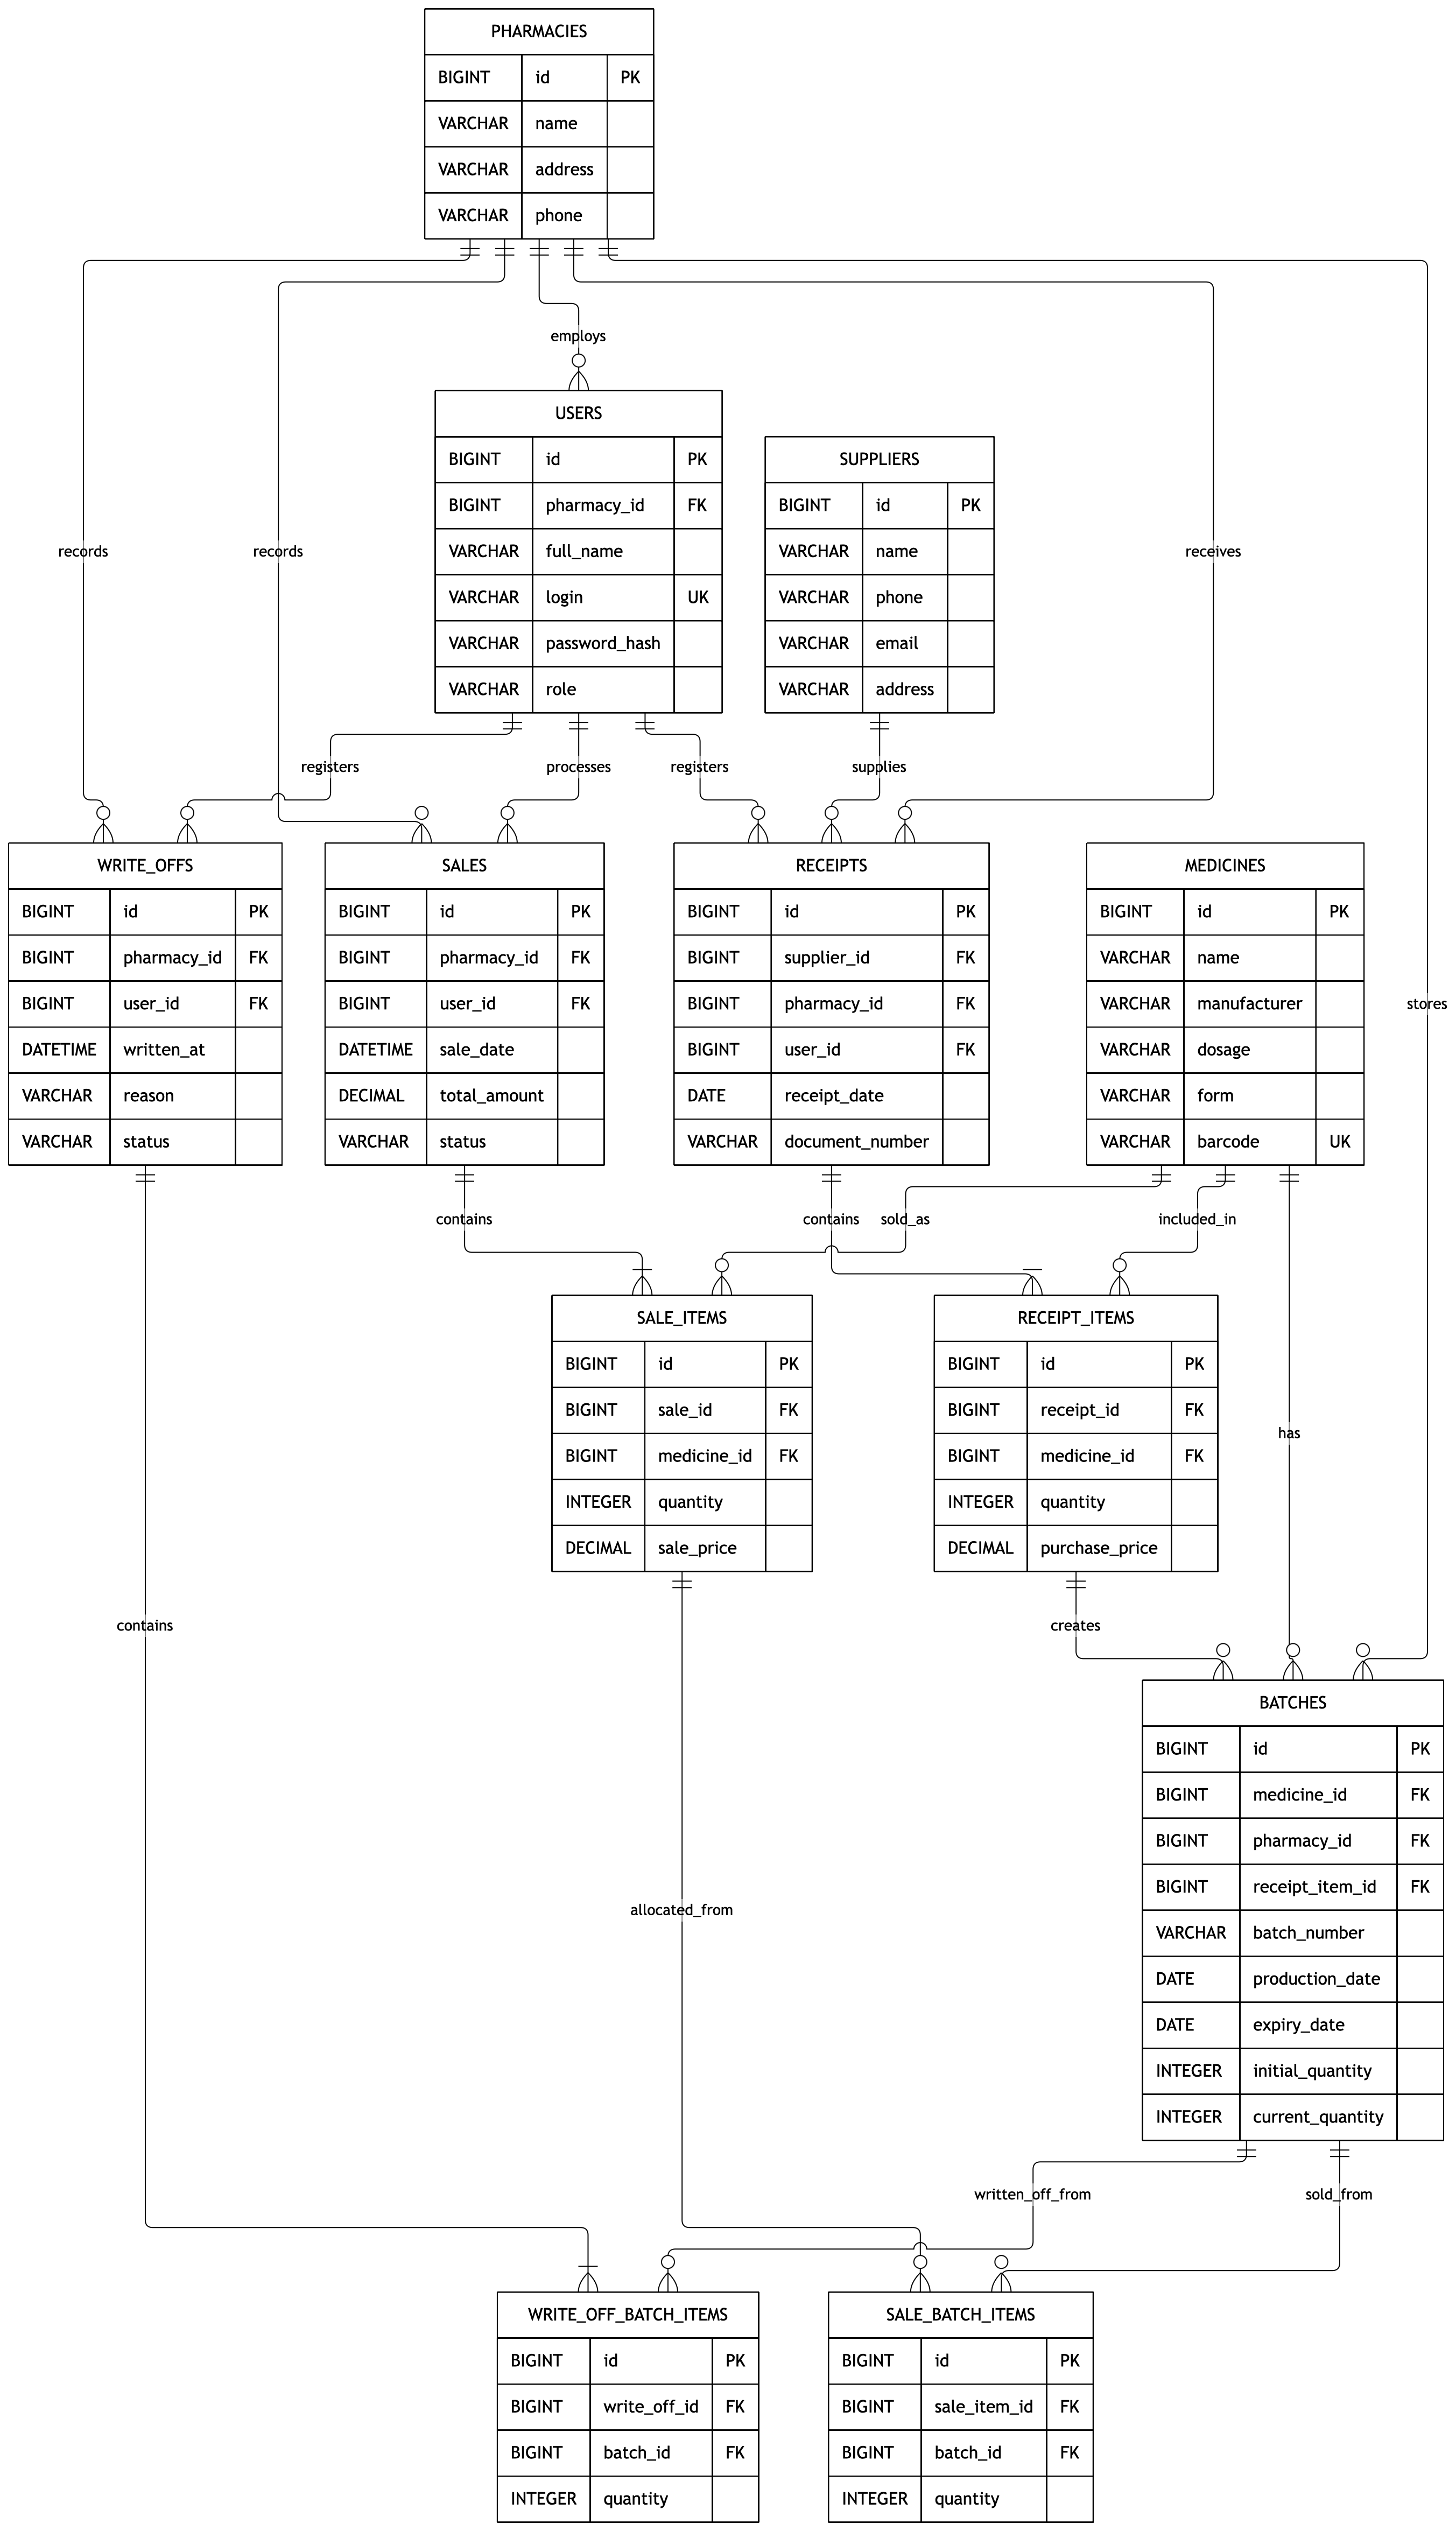 PHARMACIES
BIGINT id PK
VARCHAR name
VARCHAR address
VARCHAR phone
employs
USERS
BIGINT id PK
BIGINT pharmacy_id FK
VARCHAR full_name
VARCHAR login UK
VARCHAR password_hash
VARCHAR role
SUPPLIERS
BIGINT id PK
VARCHAR name
VARCHAR phone
VARCHAR email
VARCHAR address
records
records
receives
registers
processes
registers
supplies
WRITE_OFFS
BIGINT id PK
BIGINT pharmacy_id FK
BIGINT user_id FK
DATETIME written_at
VARCHAR reason
VARCHAR status
SALES
BIGINT id PK
BIGINT pharmacy_id FK
BIGINT user_id FK
DATETIME sale_date
DECIMAL total_amount
VARCHAR status
RECEIPTS
BIGINT id PK
BIGINT supplier_id FK
BIGINT pharmacy_id FK
BIGINT user_id FK
DATE receipt_date
VARCHAR document_number
MEDICINES
BIGINT id PK
VARCHAR name
VARCHAR manufacturer
VARCHAR dosage
VARCHAR form
VARCHAR barcode UK
stores
contains
contains
sold_as
included_in
SALE_ITEMS
BIGINT id PK
BIGINT sale_id FK
BIGINT medicine_id FK
INTEGER quantity
DECIMAL sale_price
RECEIPT_ITEMS
BIGINT id PK
BIGINT receipt_id FK
BIGINT medicine_id FK
INTEGER quantity
DECIMAL purchase_price
has
contains
creates
BATCHES
BIGINT id PK
BIGINT medicine_id FK
BIGINT pharmacy_id FK
BIGINT receipt_item_id FK
VARCHAR batch_number
DATE production_date
DATE expiry_date
INTEGER initial_quantity
INTEGER current_quantity
allocated_from
written_off_from
sold_from
WRITE_OFF_BATCH_ITEMS
BIGINT id PK
BIGINT write_off_id FK
BIGINT batch_id FK
INTEGER quantity
SALE_BATCH_ITEMS
BIGINT id PK
BIGINT sale_item_id FK
BIGINT batch_id FK
INTEGER quantity